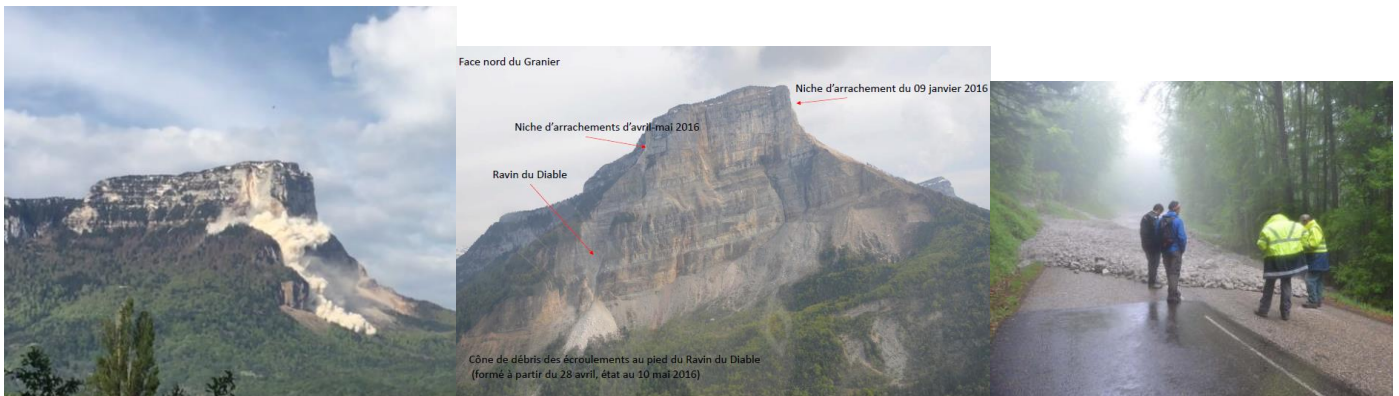 Face nord du Granier
Niche d'arrachement du 09 janvier 2016
Niche d'arrachements d'avril-mai 2016
Ravin du Diable
Cône de débris des écroulements au pied du Ravin du Diable
(formé à partir du 28 avril, état au 10 mai 2016)